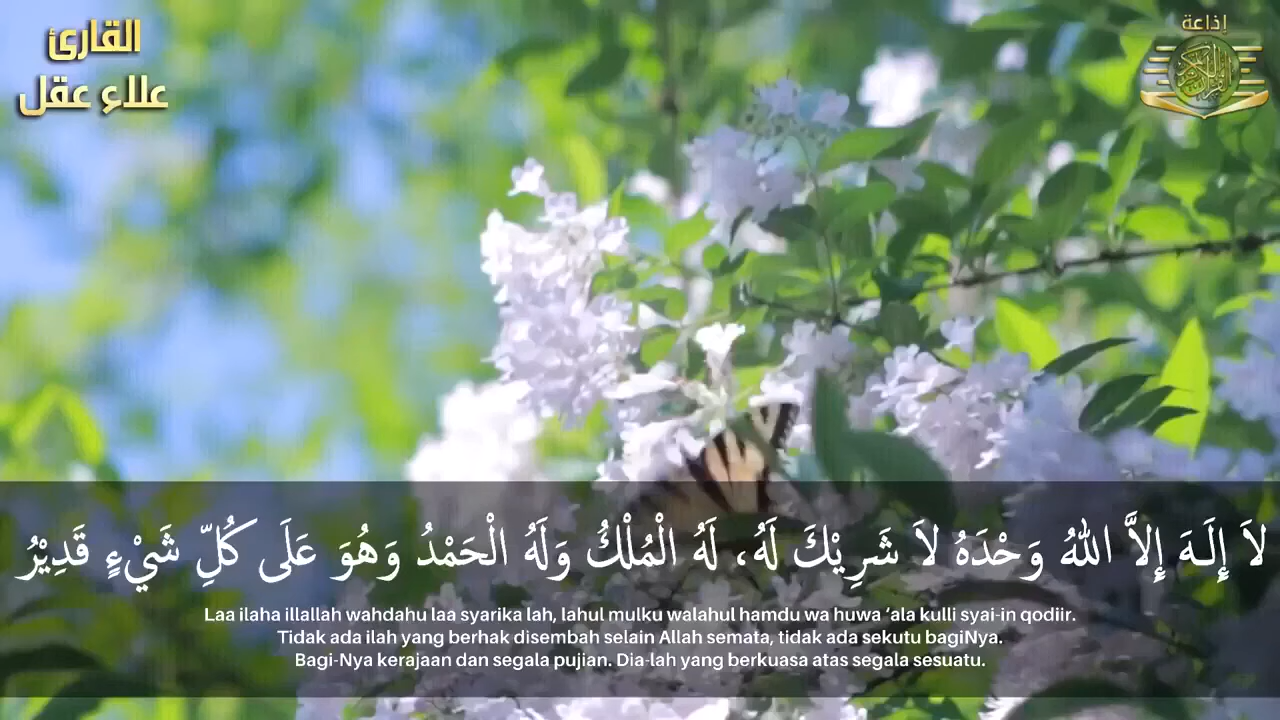 القارئ
علاء عقل
إذاعة
القرآن الكريم
لاَ إِلَهَ إِلاَّ اللهُ وَحْدَهُ لاَ شَرِيْكَ لَهُ، لَهُ الْمُلْكُ وَلَهُ الْحَمْدُ وَهُوَ عَلَى كُلِّ شَيْءٍ قَدِيْرُ
Laa ilaha illallah wahdahu laa syarika lah, lahul mulku walahul hamdu wa huwa ‘ala kulli syai-in qodiir.
Tidak ada ilah yang berhak disembah selain Allah semata, tidak ada sekutu bagiNya.
Bagi-Nya kerajaan dan segala pujian. Dia-lah yang berkuasa atas segala sesuatu.